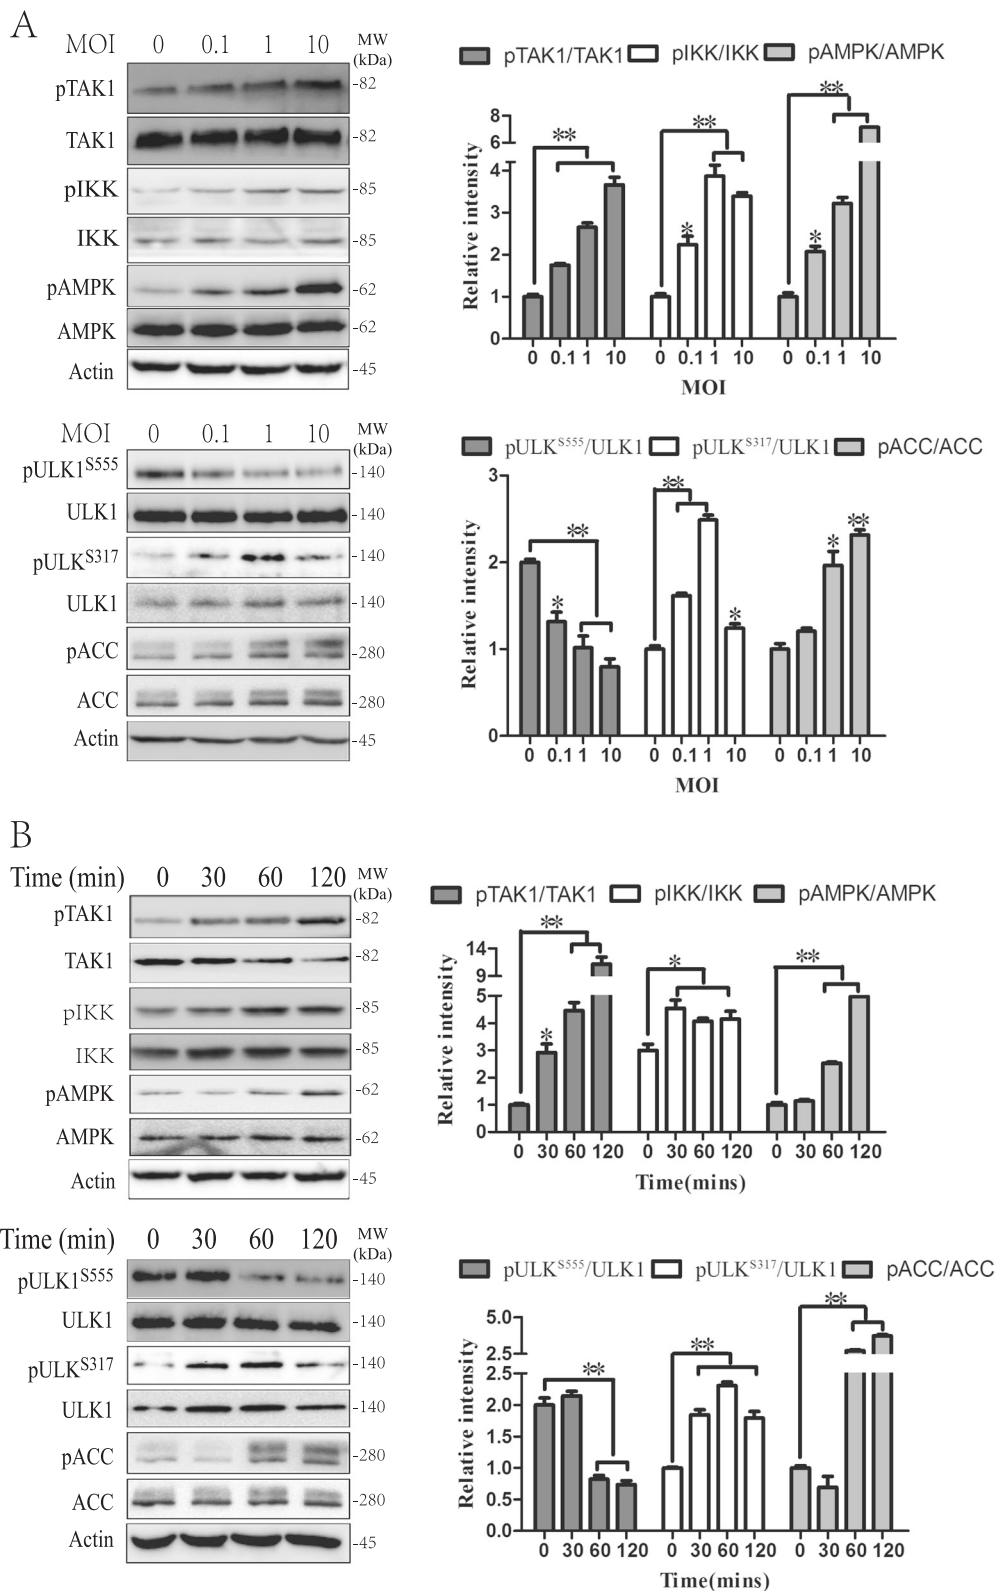 A
MOI 0 0.1 1 10 MW (kDa)
pTAK1 -82
TAK1 -82
pIKK -85
IKK -85
pAMPK -62
AMPK -62
Actin -45
pTAK1/TAK1 pIKK/IKK pAMPK/AMPK
Relative intensity
8
6
4
3
2
1
0
** ** **
* *
0 0.1 1 10 0 0.1 1 10 0 0.1 1 10
MOI
MOI 0 0.1 1 10 MW (kDa)
pULK1S555 -140
ULK1 -140
pULKS317 -140
ULK1 -140
pACC -280
ACC -280
Actin -45
pULKS555/ULK1 pULKS317/ULK1 pACC/ACC
Relative intensity
3
2
1
0
** ** **
* * *
0 0.1 1 10 0 0.1 1 10 0 0.1 1 10
MOI
B
Time (min) 0 30 60 120 MW (kDa)
pTAK1 -82
TAK1 -82
pIKK -85
IKK -85
pAMPK -62
AMPK -62
Actin -45
pTAK1/TAK1 pIKK/IKK pAMPK/AMPK
Relative intensity
14
9
5
4
3
2
1
0
** * **
*
0 30 60 120 0 30 60 120 0 30 60 120
Time(mins)
Time (min) 0 30 60 120 MW (kDa)
pULK1S555 -140
ULK1 -140
pULKS317 -140
ULK1 -140
pACC -280
ACC -280
Actin -45
pULKS555/ULK1 pULKS317/ULK1 pACC/ACC
Relative intensity
5.0
2.5
2.5
2.0
1.5
1.0
0.5
0.0
** ** **
0 30 60 120 0 30 60 120 0 30 60 120
Time(mins)